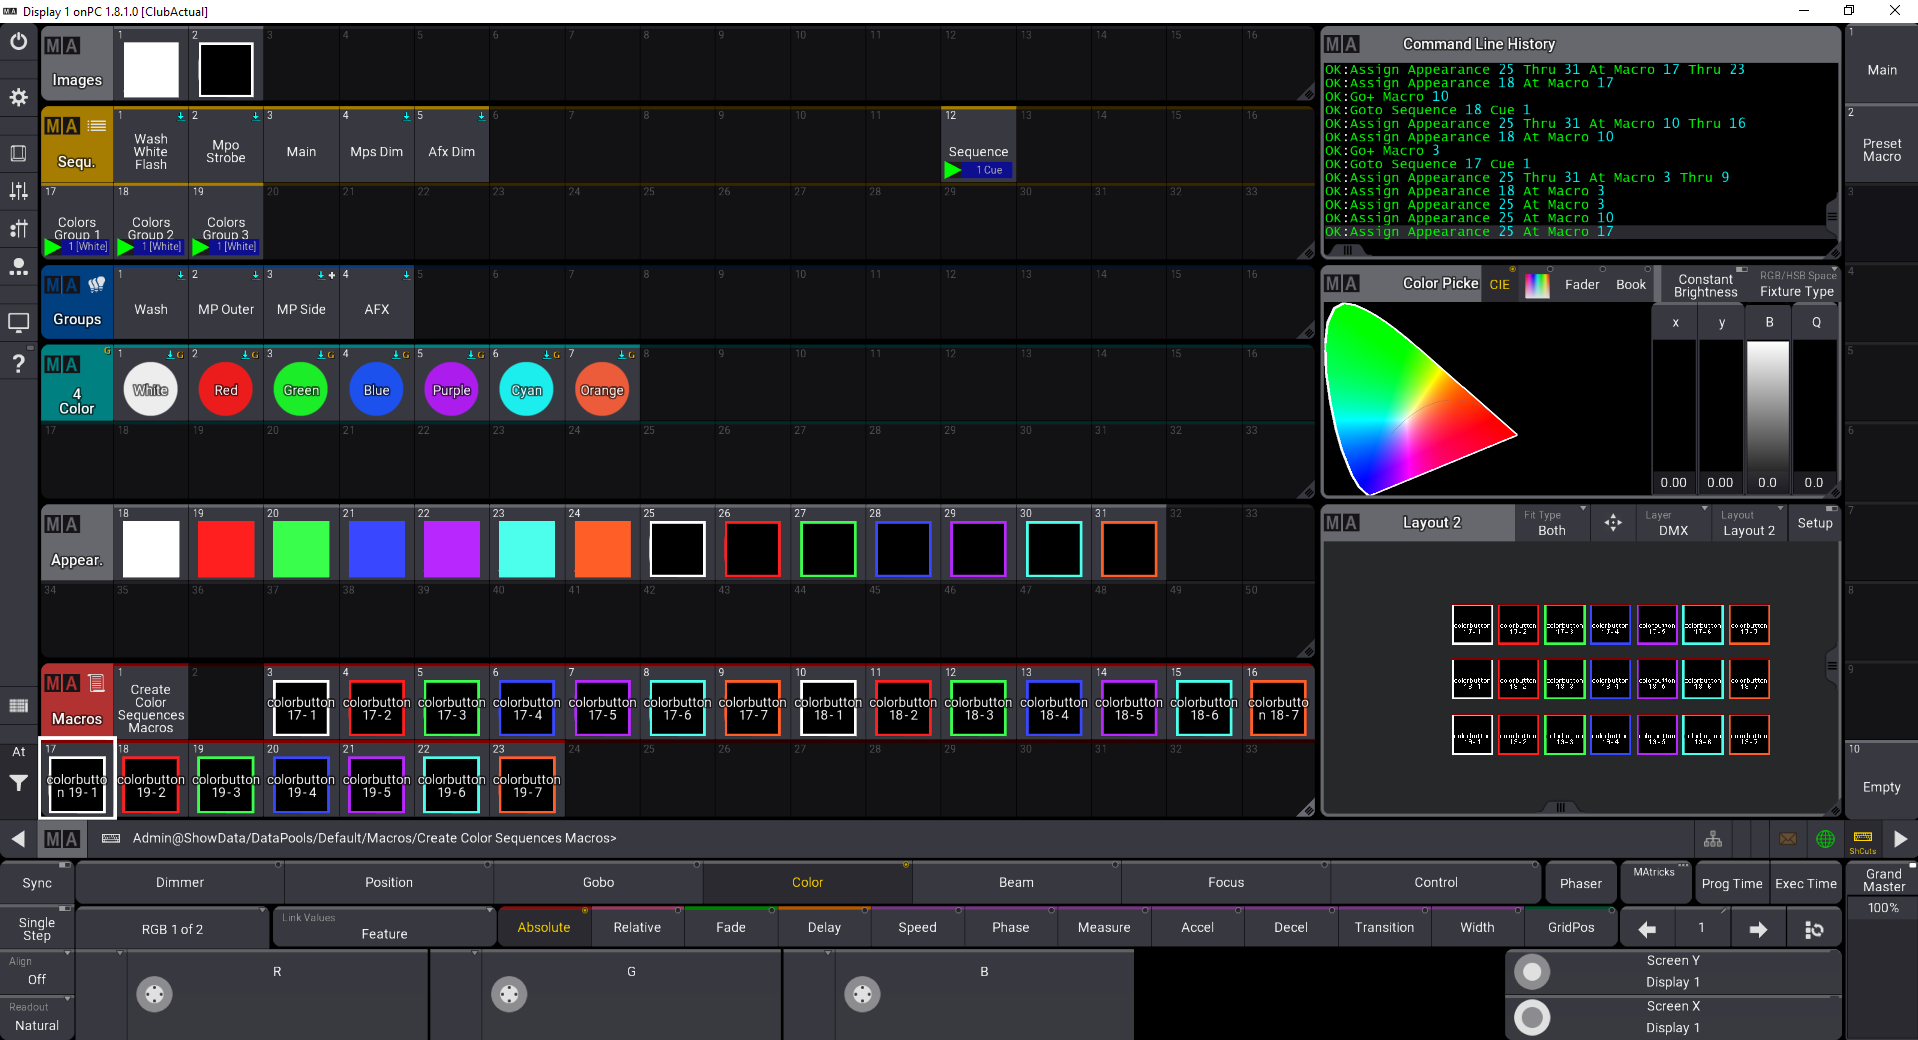 Display 1 onPC 1.8.1.0 [ClubActual]
MA
Images
1 2 3 4 5 6 7 8 9 10 11 12 13 14 15 16
MA
Sequ.
1 Wash White Flash
2 Mpo Strobe
3 Main
4 Mps Dim
5 Afx Dim
6 7 8 9 10 11
12 Sequence
1 Cue
13 14 15 16
17 Colors Group 1
1 [White]
18 Colors Group 2
1 [White]
19 Colors Group 3
1 [White]
20 21 22 23 24 25 26 27 28 29 30 31 32 33
MA
Groups
1 Wash
2 MP Outer
3 MP Side
4 AFX
5 6 7 8 9 10 11 12 13 14 15 16
MA
G
4
Color
1 G White
2 G Red
3 G Green
4 G Blue
5 G Purple
6 G Cyan
7 G Orange
8 9 10 11 12 13 14 15 16
17 18 19 20 21 22 23 24 25 26 27 28 29 30 31 32 33
MA
Appear.
18 19 20 21 22 23 24 25 26 27 28 29 30 31 32 33
34 35 36 37 38 39 40 41 42 43 44 45 46 47 48 49 50
MA
Macros
1 Create Color Sequences Macros
2
3 colorbutton 17-1
4 colorbutton 17-2
5 colorbutton 17-3
6 colorbutton 17-4
7 colorbutton 17-5
8 colorbutton 17-6
9 colorbutton 17-7
10 colorbutton 18-1
11 colorbutton 18-2
12 colorbutton 18-3
13 colorbutton 18-4
14 colorbutton 18-5
15 colorbutton 18-6
16 colorbutto n 18-7
17 colorbutto n 19-1
18 colorbutton 19-2
19 colorbutton 19-3
20 colorbutton 19-4
21 colorbutton 19-5
22 colorbutton 19-6
23 colorbutton 19-7
24 25 26 27 28 29 30 31 32 33
MA
Command Line History
OK:Assign Appearance 25 Thru 31 At Macro 17 Thru 23
OK:Assign Appearance 18 At Macro 17
OK:Go+ Macro 10
OK:Goto Sequence 18 Cue 1
OK:Assign Appearance 25 Thru 31 At Macro 10 Thru 16
OK:Assign Appearance 18 At Macro 10
OK:Go+ Macro 3
OK:Goto Sequence 17 Cue 1
OK:Assign Appearance 25 Thru 31 At Macro 3 Thru 9
OK:Assign Appearance 18 At Macro 3
OK:Assign Appearance 25 At Macro 3
OK:Assign Appearance 25 At Macro 10
OK:Assign Appearance 25 At Macro 17
MA
Color Picke
CIE
Fader
Book
Constant Brightness
RGB/HSB Space
Fixture Type
x y B Q
0.00 0.00 0.0 0.0
MA
Layout 2
Fit Type
Both
Layer
DMX
Layout
Layout 2
Setup
colorbutton 17-1
colorbutton 17-2
colorbutton 17-3
colorbutton 17-4
colorbutton 17-5
colorbutton 17-6
colorbutton 17-7
1
Main
2
Preset Macro
3
4
5
6
7
8
9
10
Empty
At
MA
Admin@ShowData/DataPools/Default/Macros/Create Color Sequences Macros>
ShCuts
Sync
Dimmer
Position
Gobo
Color
Beam
Focus
Control
Phaser
MAtricks
Prog Time
Exec Time
Grand Master
100%
Single Step
RGB 1 of 2
Link Values
Feature
Absolute
Relative
Fade
Delay
Speed
Phase
Measure
Accel
Decel
Transition
Width
GridPos
1
Align
Off
Readout
Natural
R
G
B
Screen Y
Display 1
Screen X
Display 1